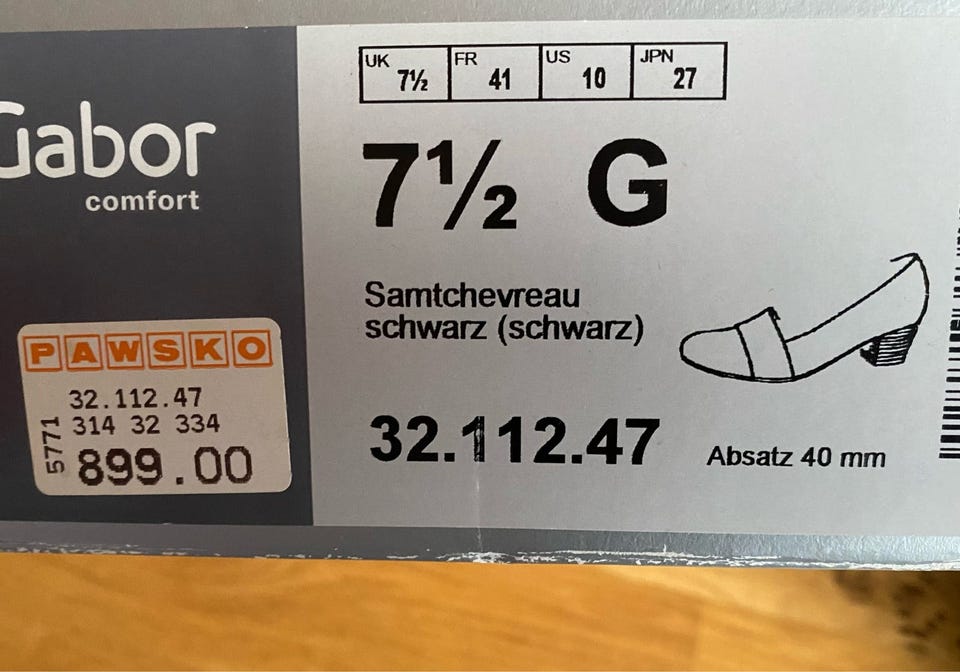 UK 7½ FR 41 US 10 JPN 27
Gabor
comfort
7½ G
Samtchevreau
schwarz (schwarz)
32.112.47
Absatz 40 mm
PAWSKO
32.112.47
314 32 334
5771
899.00